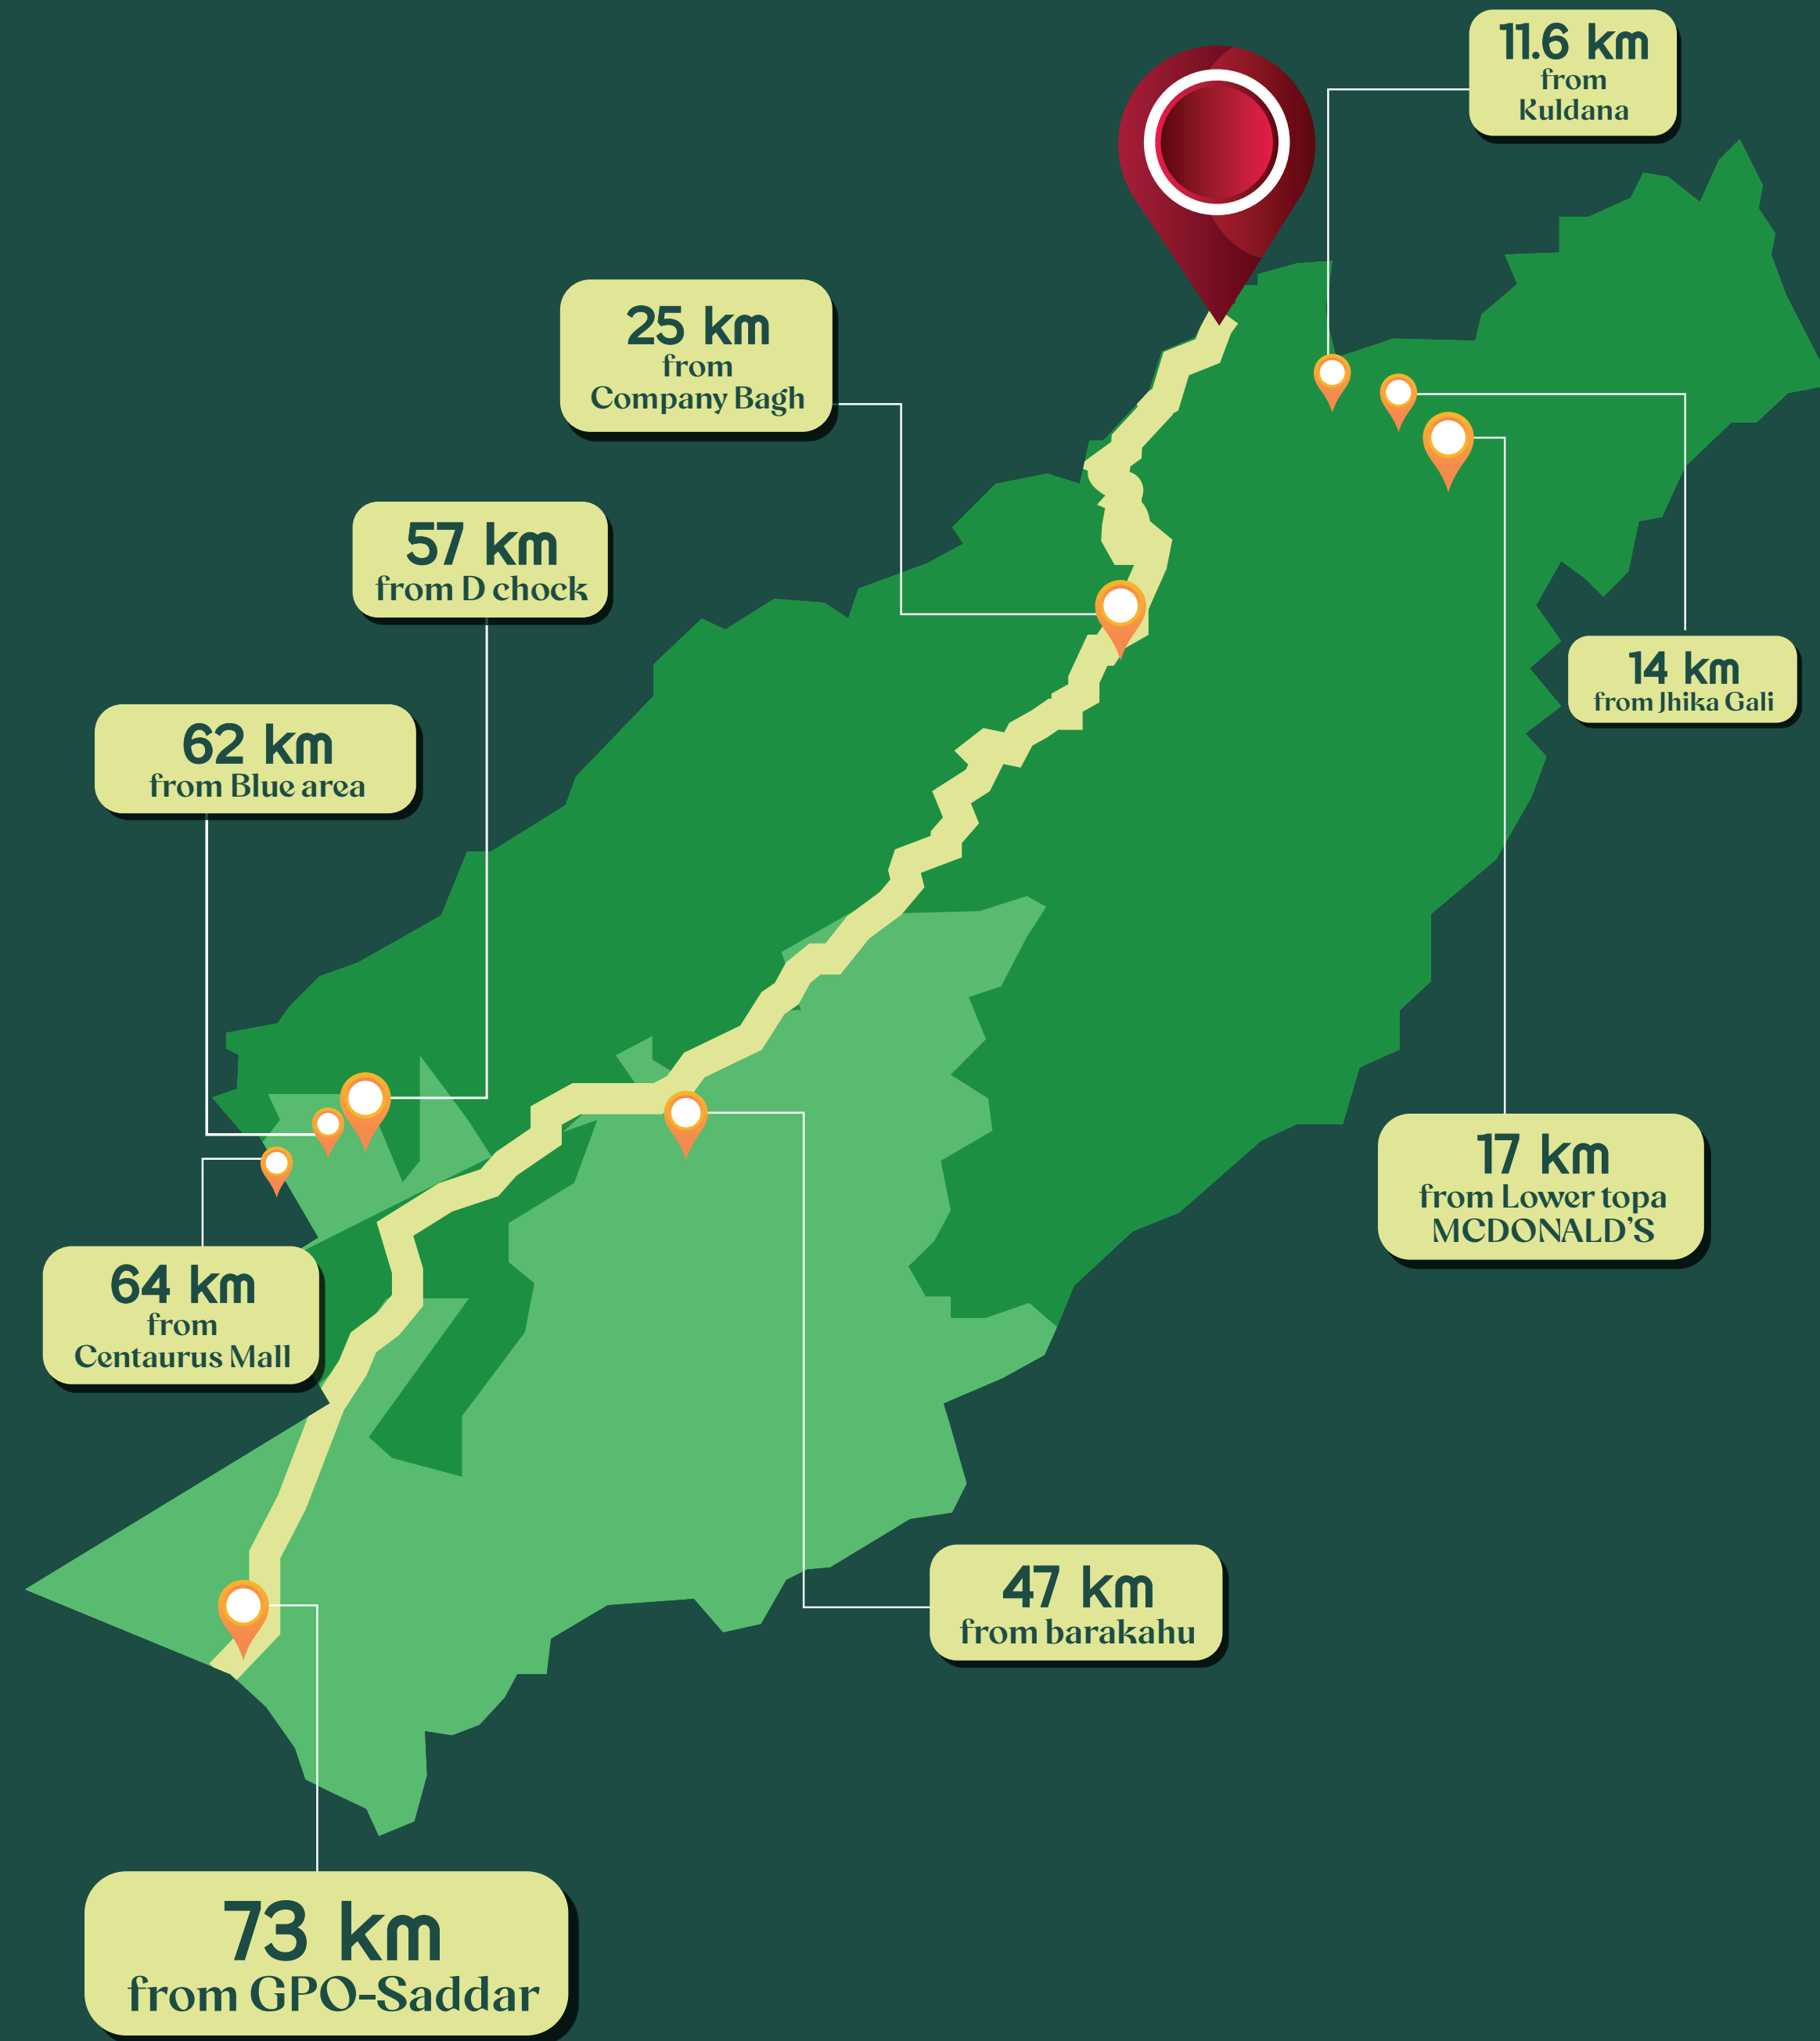 11.6 km
from
Kuldana
25 km
from
Company Bagh
57 km
from D chock
14 km
from Jhika Gali
62 km
from Blue area
17 km
from Lower topa
MCDONALD'S
64 km
from
Centaurus Mall
47 km
from barakahu
73 km
from GPO-Saddar